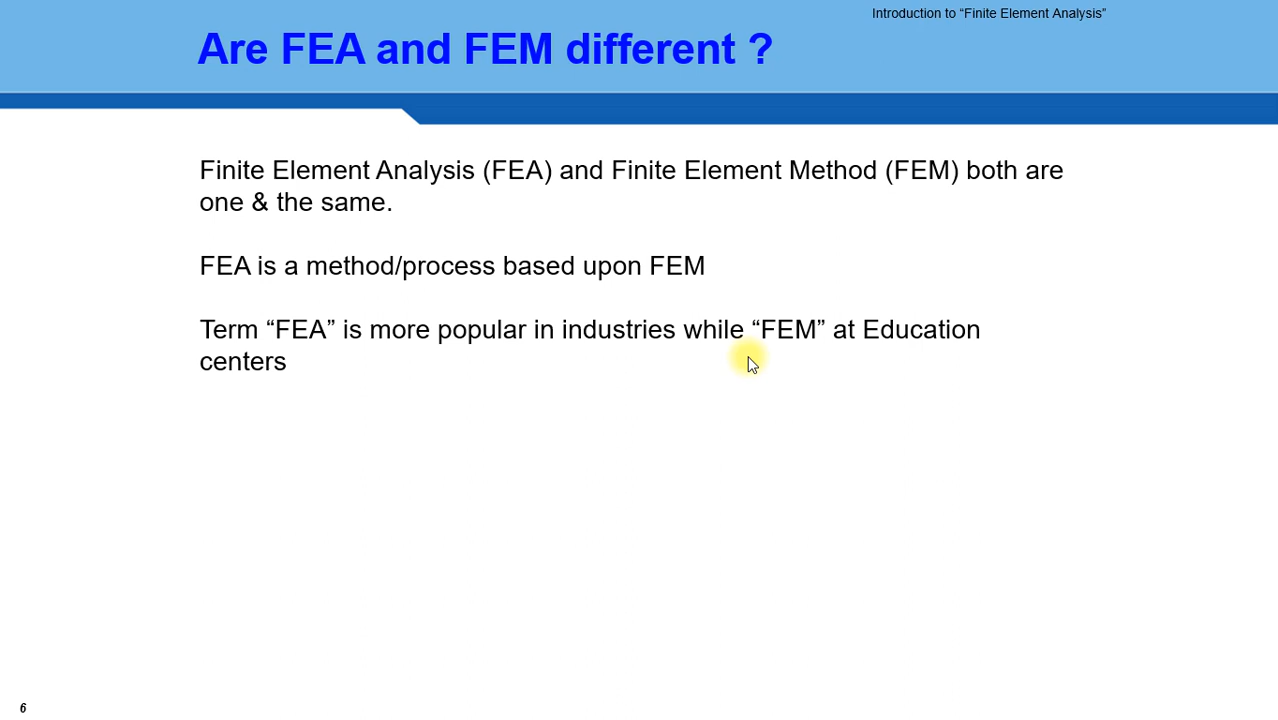 Introduction to “Finite Element Analysis”
Are FEA and FEM different ?
Finite Element Analysis (FEA) and Finite Element Method (FEM) both are
one & the same.
FEA is a method/process based upon FEM
Term “FEA” is more popular in industries while “FEM” at Education
centers
6